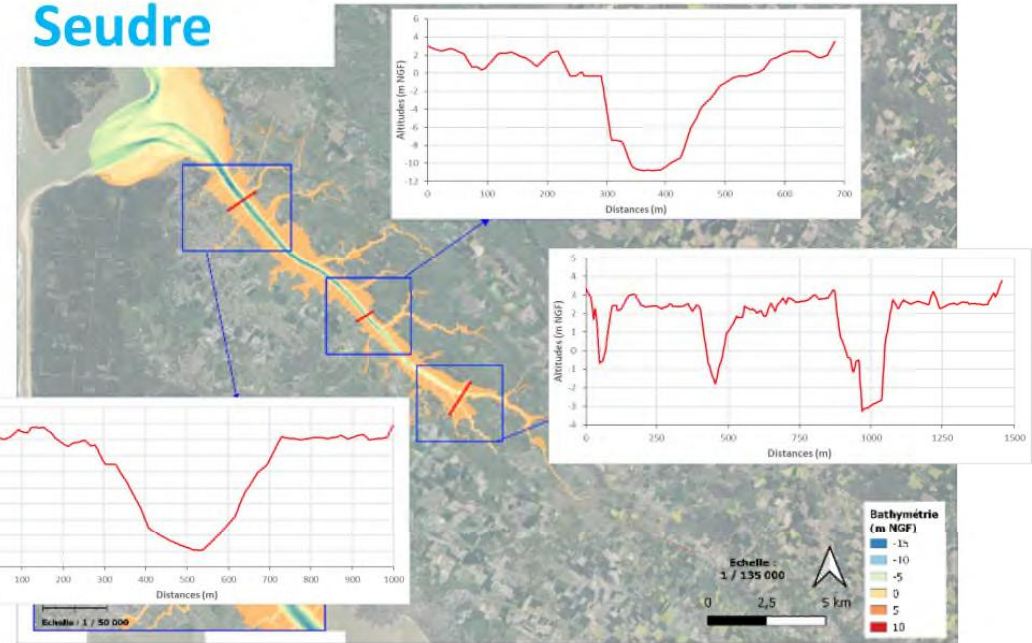 Seudre
6
4
2
0
-2
-4
-6
-8
-10
-12
Altitudes (m NGF)
0 100 200 300 400 500 600 700
Distances (m)
5
4
3
2
1
0
-1
-2
-3
-4
Altitudes (m NGF)
0 250 500 750 1000 1250 1500
Distances (m)
100 200 300 400 500 600 700 800 900 1000
Distances (m)
Echelle / 1 / 50 000
Echelle :
1 / 135 000
0 2,5 5 km
Bathymétrie
(m NGF)
-15
-10
-5
0
5
10